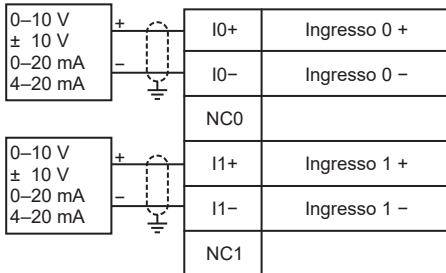 0–10 V
± 10 V
0–20 mA
4–20 mA
+
−
I0+ Ingresso 0 +
I0− Ingresso 0 −
NC0
0–10 V
± 10 V
0–20 mA
4–20 mA
+
−
I1+ Ingresso 1 +
I1− Ingresso 1 −
NC1